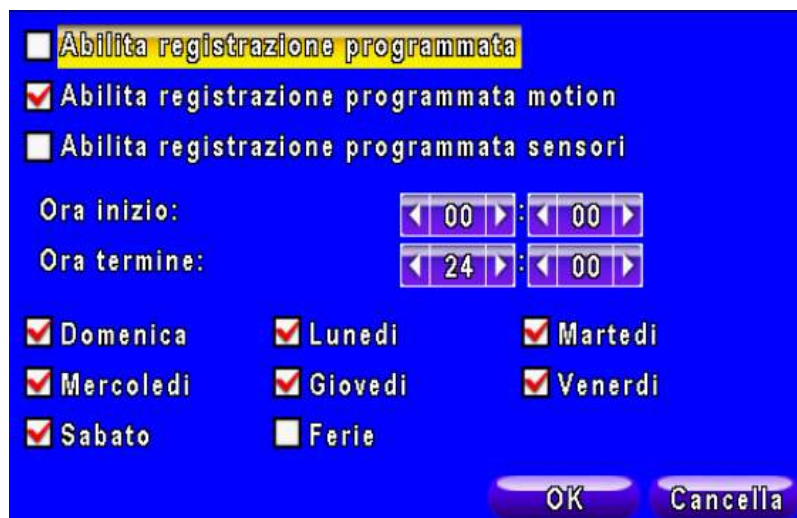 Abilita registrazione programmata
Abilita registrazione programmata motion
Abilita registrazione programmata sensori
Ora inizio: 00 : 00
Ora termine: 24 : 00
Domenica Lunedi Martedi
Mercoledi Giovedi Venerdi
Sabato Ferie
OK Cancella